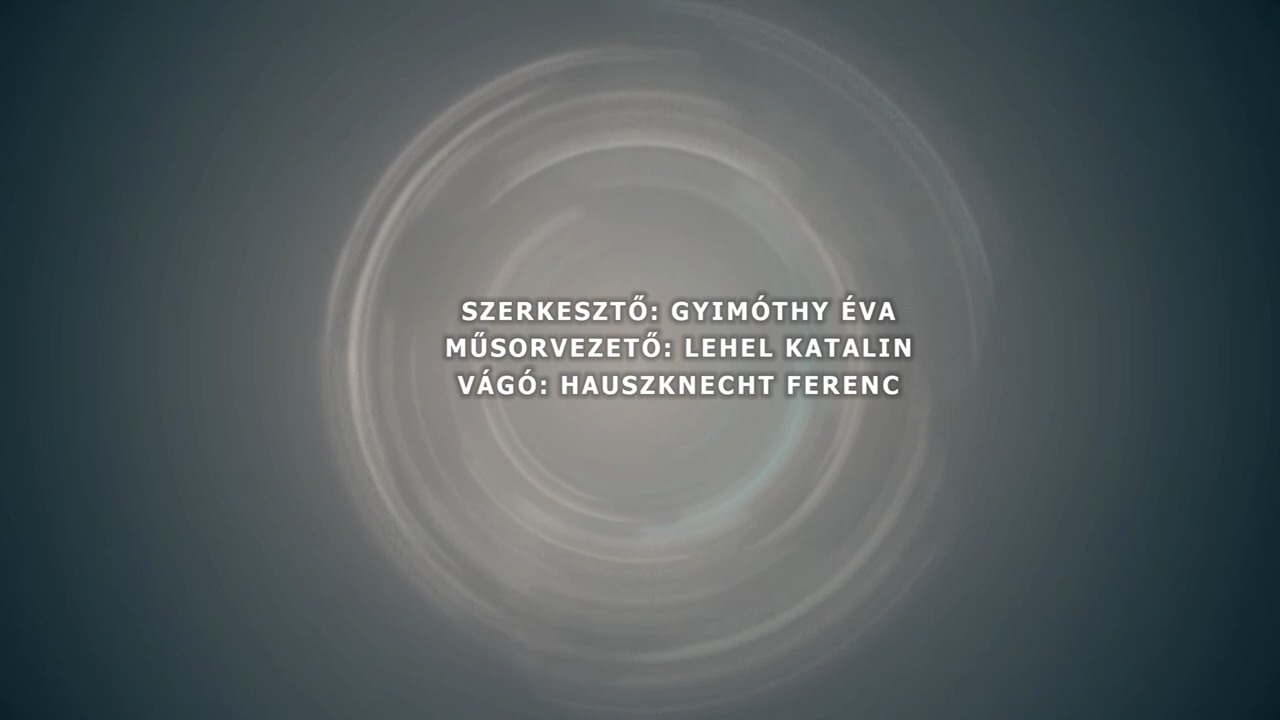 SZERKESZTŐ: GYIMÓTHY ÉVA
MŰSORVEZETŐ: LEHEL KATALIN
VÁGÓ: HAUSZKNECHT FERENC